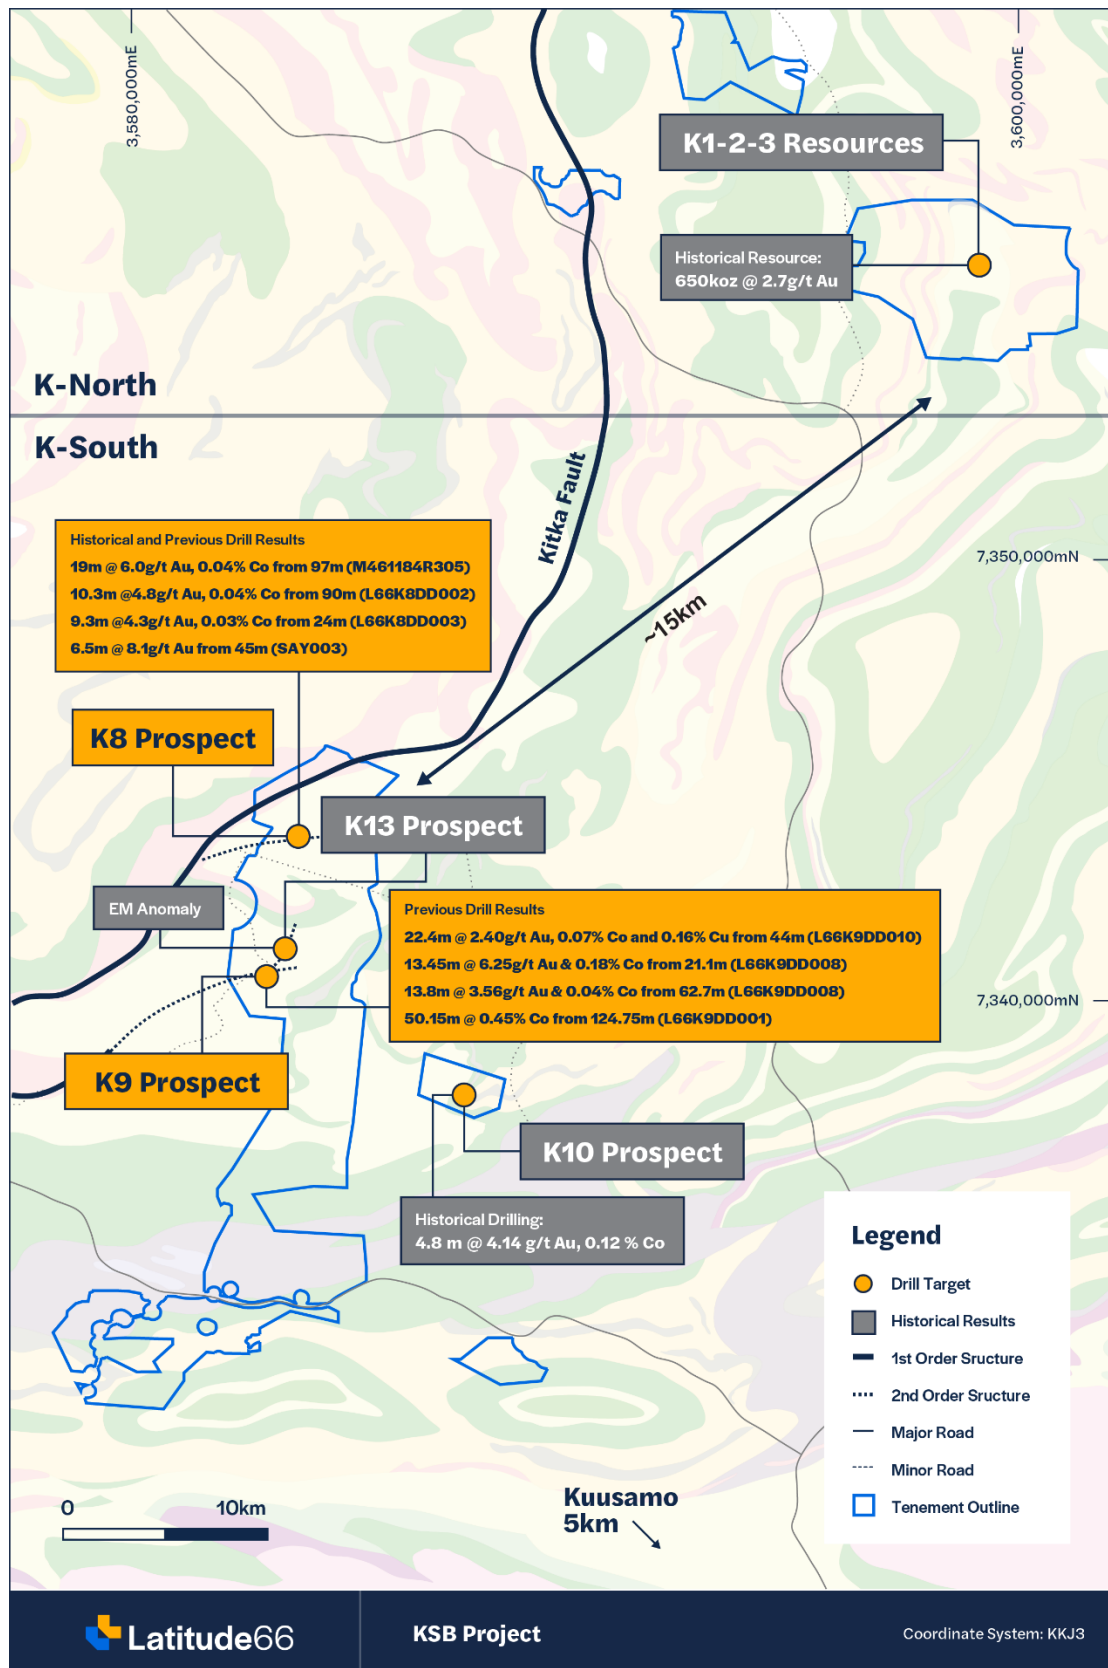 3,580,000mE
3,600,000mE
K1-2-3 Resources
Historical Resource:
650koz @ 2.7g/t Au
K-North
K-South
Kitka Fault
7,350,000mN
~15km
Historical and Previous Drill Results
19m @ 6.0g/t Au, 0.04% Co from 97m (M461184R305)
10.3m @4.8g/t Au, 0.04% Co from 90m (L66K8DD002)
9.3m @4.3g/t Au, 0.03% Co from 24m (L66K8DD003)
6.5m @ 8.1g/t Au from 45m (SAY003)
K8 Prospect
K13 Prospect
EM Anomaly
Previous Drill Results
22.4m @ 2.40g/t Au, 0.07% Co and 0.16% Cu from 44m (L66K9DD010)
13.45m @ 6.25g/t Au & 0.18% Co from 21.1m (L66K9DD008)
13.8m @ 3.56g/t Au & 0.04% Co from 62.7m (L66K9DD008)
50.15m @ 0.45% Co from 124.75m (L66K9DD001)
7,340,000mN
K9 Prospect
K10 Prospect
Historical Drilling:
4.8 m @ 4.14 g/t Au, 0.12 % Co
Legend
Drill Target
Historical Results
1st Order Sructure
2nd Order Sructure
Major Road
Minor Road
Tenement Outline
0 10km
Kuusamo
5km
Latitude66
KSB Project
Coordinate System: KKJ3